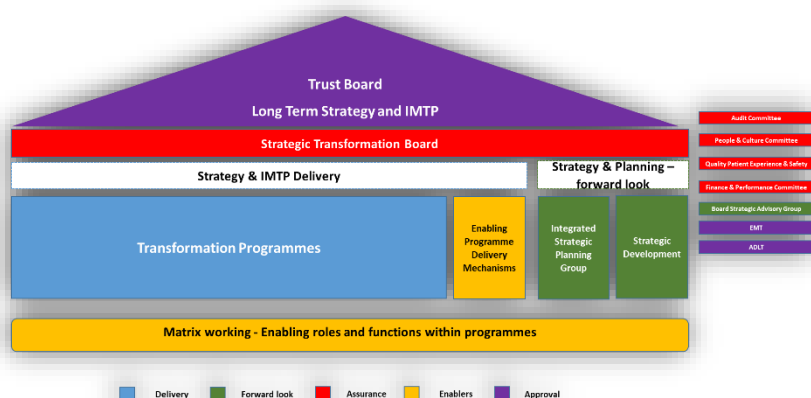 Trust Board
Long Term Strategy and IMTP
Strategic Transformation Board
Strategy & IMTP Delivery
Strategy & Planning –
forward look
Transformation Programmes
Enabling
Programme
Delivery
Mechanisms
Integrated
Strategic
Planning
Group
Strategic
Development
Matrix working - Enabling roles and functions within programmes
Audit Committee
People & Culture Committee
Quality Patient Experience & Safety
Finance & Performance Committee
Board Strategic Advisory Group
EMT
ADLT
Delivery
Forward look
Assurance
Enablers
Approval